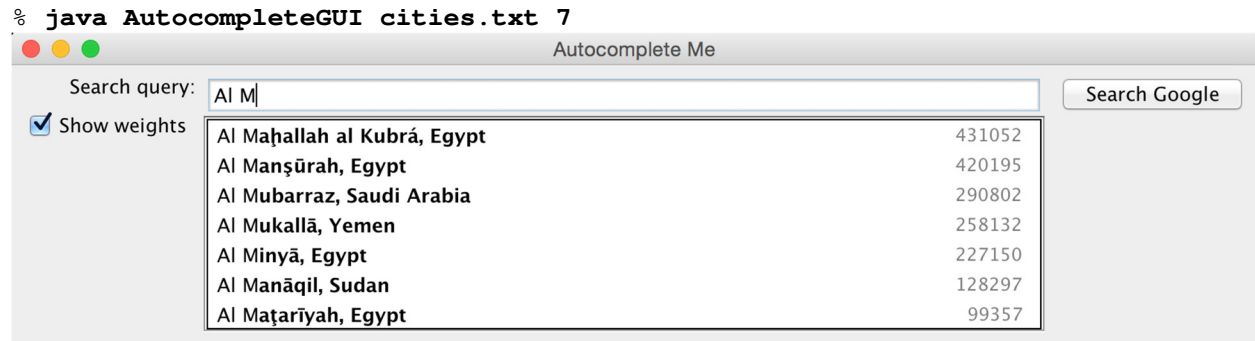 % java AutocompleteGUI cities.txt 7
Autocomplete Me
Search query: Al M Search Google
Show weights
Al Maḩallah al Kubrá, Egypt 431052
Al Manşūrah, Egypt 420195
Al Mubarraz, Saudi Arabia 290802
Al Mukallā, Yemen 258132
Al Minyā, Egypt 227150
Al Manāqil, Sudan 128297
Al Maţarīyah, Egypt 99357